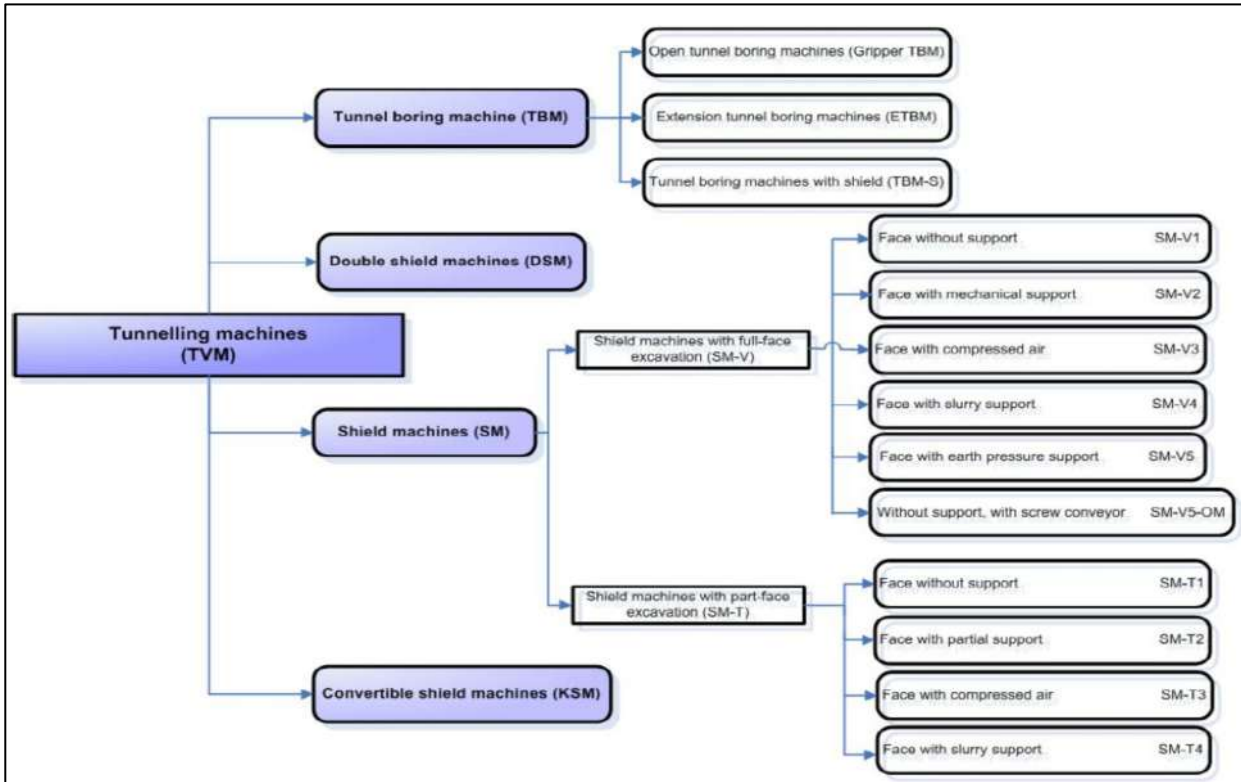 Open tunnel boring machines (Gripper TBM)
Tunnel boring machine (TBM)
Extension tunnel boring machines (ETBM)
Tunnel boring machines with shield (TBM-S)
Double shield machines (DSM)
Tunnelling machines
(TVM)
Shield machines (SM)
Shield machines with full-face
excavation (SM-V)
Face without support SM-V1
Face with mechanical support SM-V2
Face with compressed air SM-V3
Face with slurry support SM-V4
Face with earth pressure support SM-V5
Without support, with screw conveyor SM-V5-OM
Shield machines with part-face
excavation (SM-T)
Face without support SM-T1
Face with partial support SM-T2
Face with compressed air SM-T3
Face with slurry support SM-T4
Convertible shield machines (KSM)